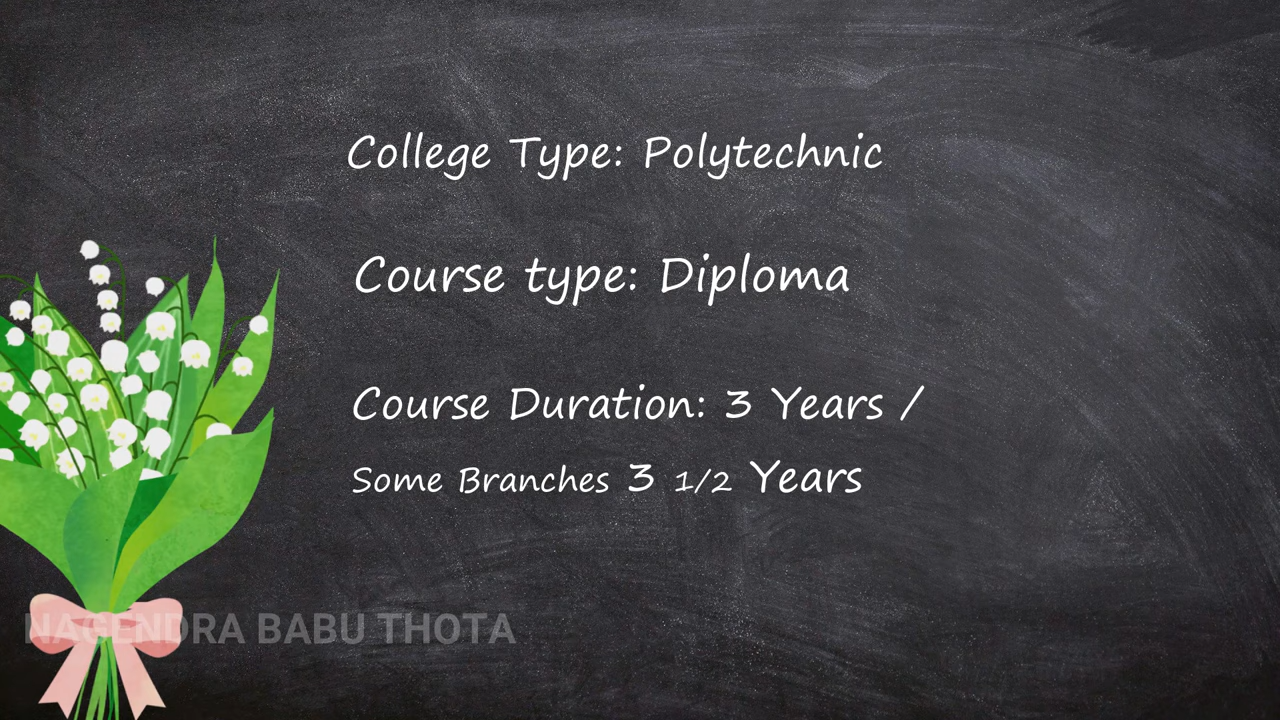 College Type: Polytechnic
Course type: Diploma
Course Duration: 3 Years /
Some Branches 3 1/2 Years
NAGENDRA BABU THOTA